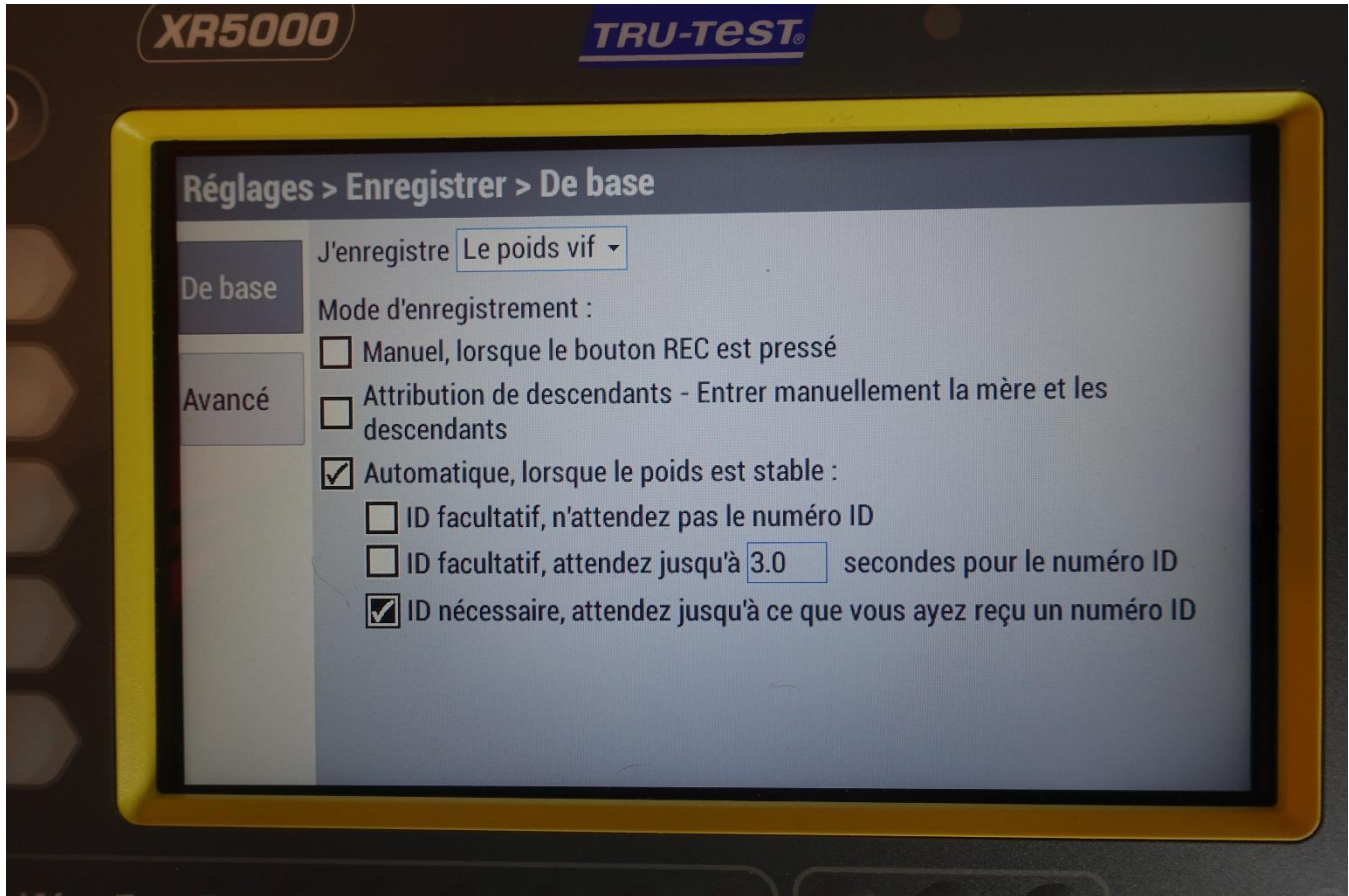 XR5000
TRU-TEST®
Réglages > Enregistrer > De base
De base
Avancé
J'enregistre Le poids vif
Mode d'enregistrement :
Manuel, lorsque le bouton REC est pressé
Attribution de descendants - Entrer manuellement la mère et les
descendants
Automatique, lorsque le poids est stable :
ID facultatif, n'attendez pas le numéro ID
ID facultatif, attendez jusqu'à 3.0 secondes pour le numéro ID
ID nécessaire, attendez jusqu'à ce que vous ayez reçu un numéro ID